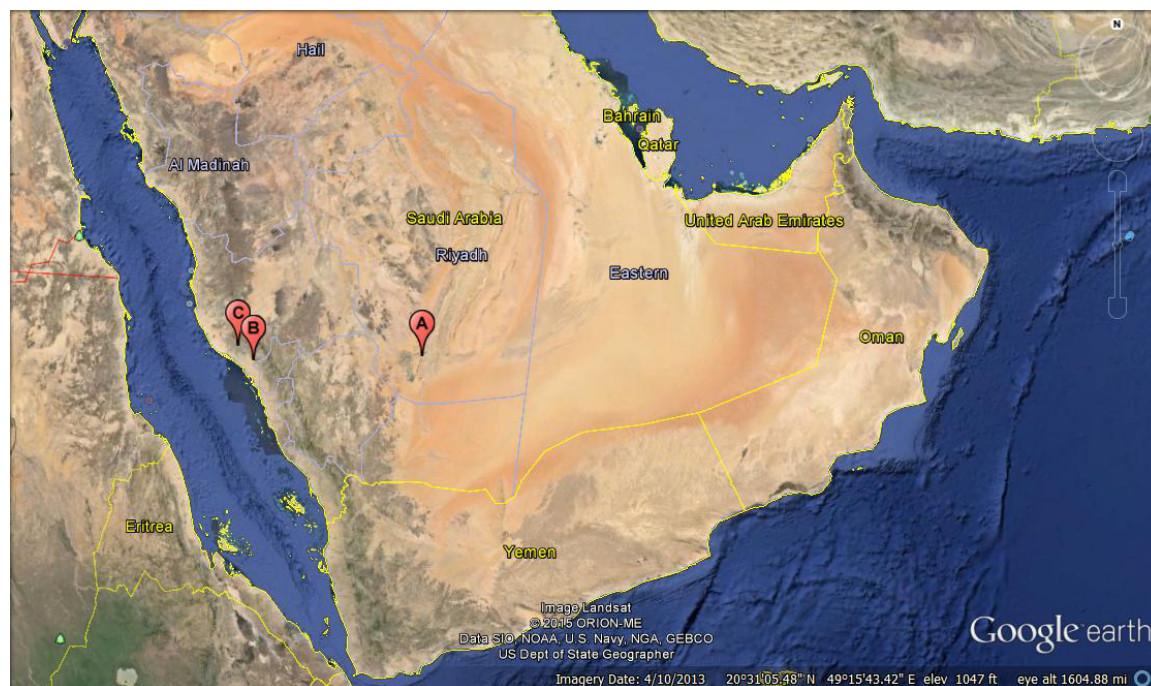 N
Hail
Bahrain
Al Madinah
Qatar
Saudi Arabia
United Arab Emirates
Riyadh
Eastern
C
B
A
Oman
Eritrea
Yemen
Image Landsat
© 2015 ORION-ME
Data SIO, NOAA, U.S. Navy, NGA, GEBCO
US Dept of State Geographer
Google earth
Imagery Date: 4/10/2013 20°31'05.48" N 49°15'43.42" E elev 1047 ft eye alt 1604.88 mi